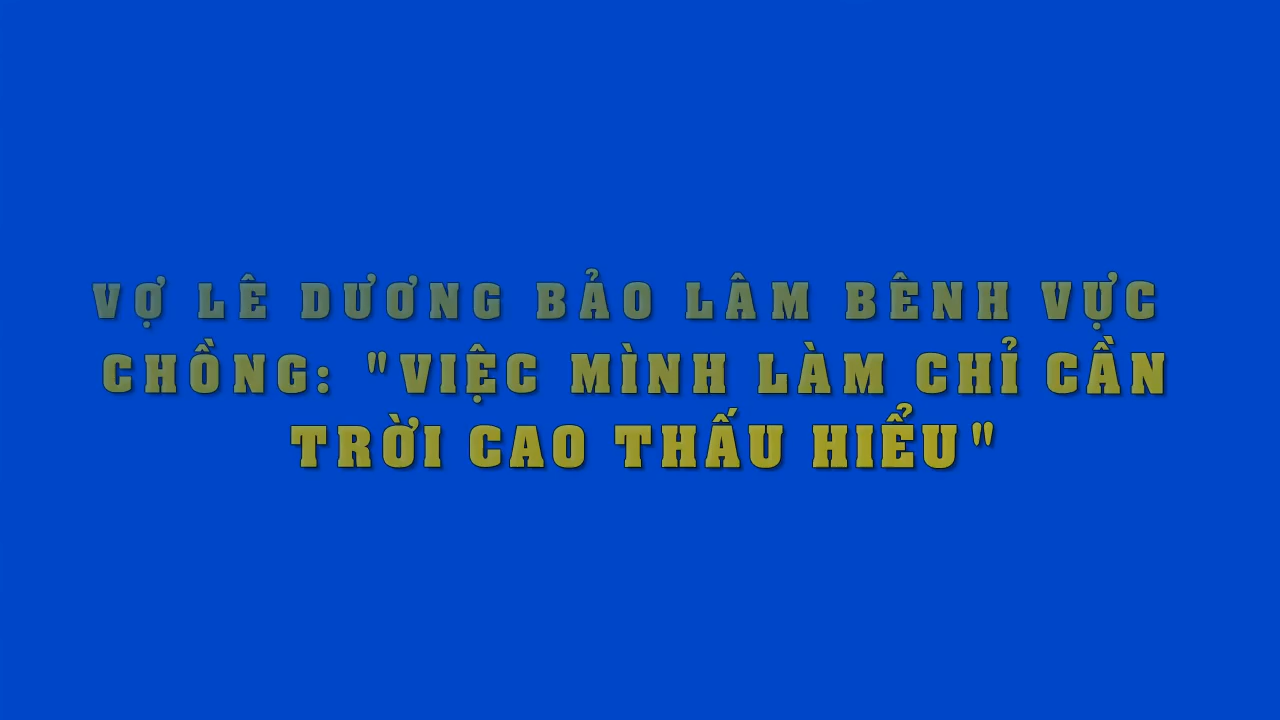 VỢ LÊ DƯƠNG BẢO LÂM BÊNH VỰC
CHỒNG: "VIỆC MÌNH LÀM CHỈ CẦN
TRỜI CAO THẤU HIỂU"